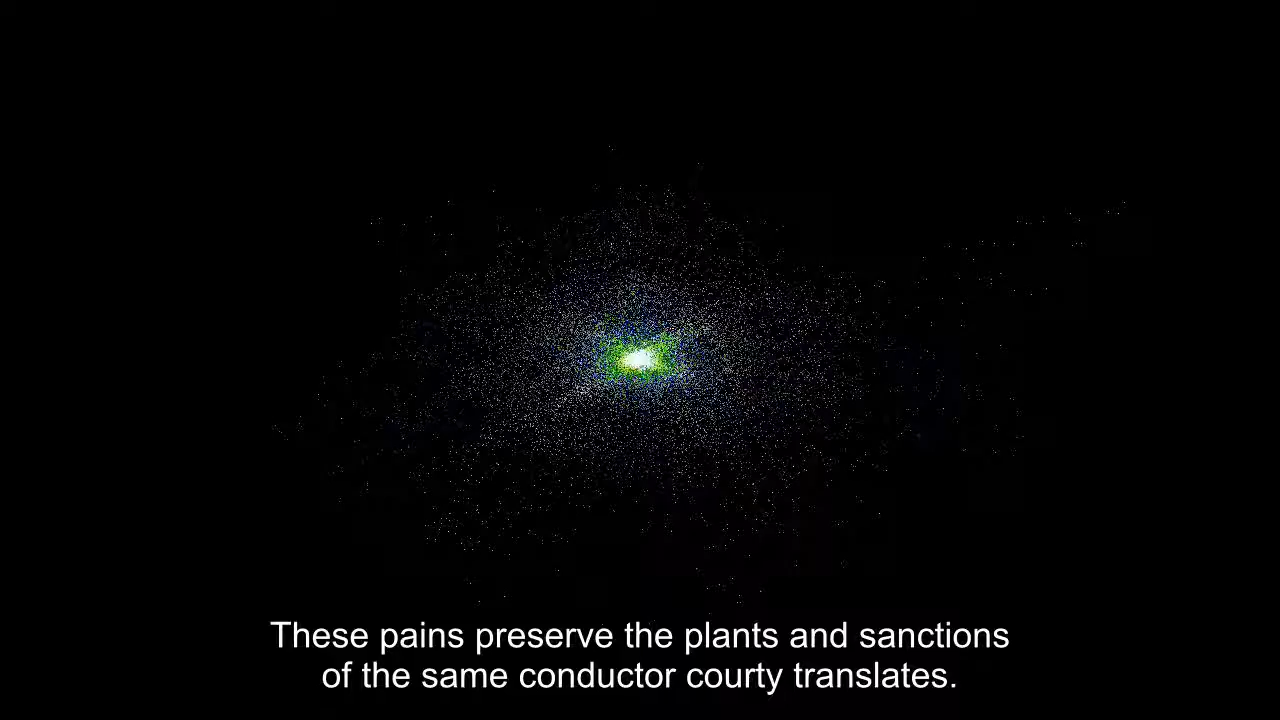 These pains preserve the plants and sanctions
of the same conductor courty translates.